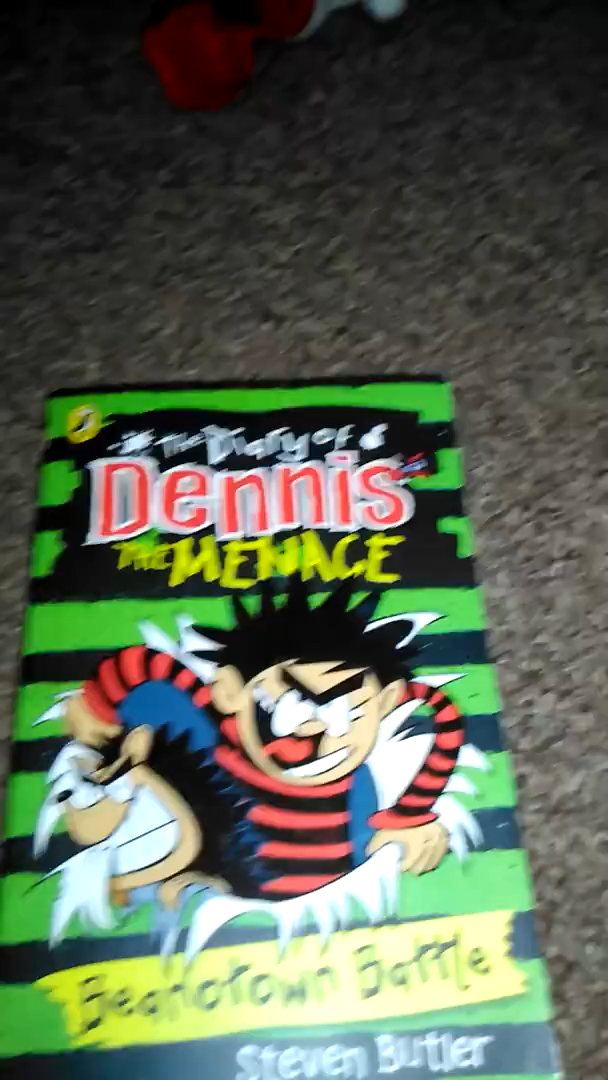 The Diary of
Dennis
THE MENACE
Beanotown Battle
Steven Butler